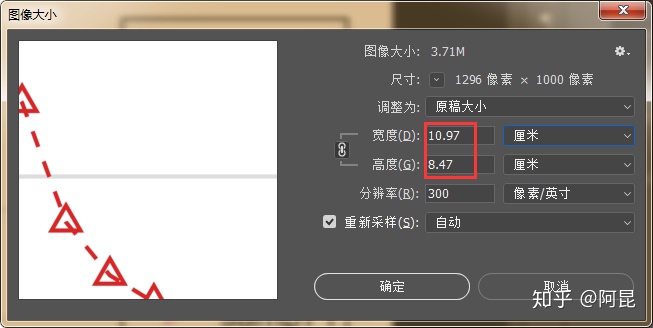 图像大小
图像大小: 3.71M
尺寸: 1296 像素 × 1000 像素
调整为: 原稿大小
宽度(D): 10.97 厘米
高度(G): 8.47 厘米
分辨率(R): 300 像素/英寸
重新采样(S): 自动
确定 取消
知乎 @阿昆